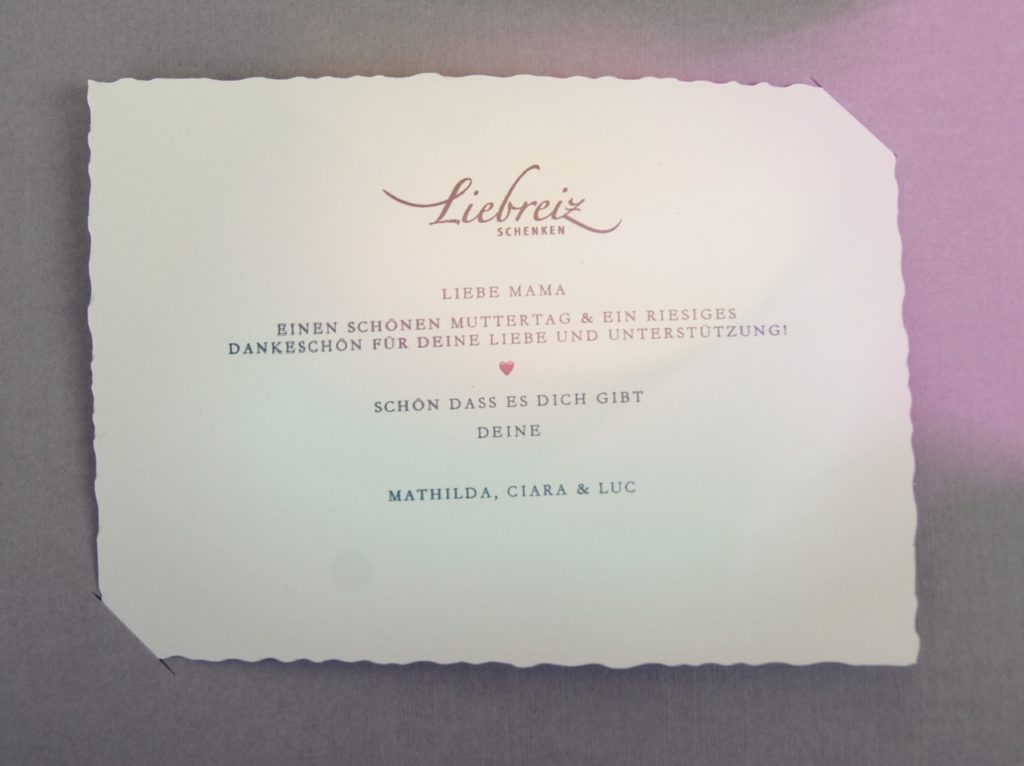 Liebreiz
SCHENKEN
LIEBE MAMA
EINEN SCHÖNEN MUTTERTAG & EIN RIESIGES
DANKESCHÖN FÜR DEINE LIEBE UND UNTERSTÜTZUNG!
SCHÖN DASS ES DICH GIBT
DEINE
MATHILDA, CIARA & LUC